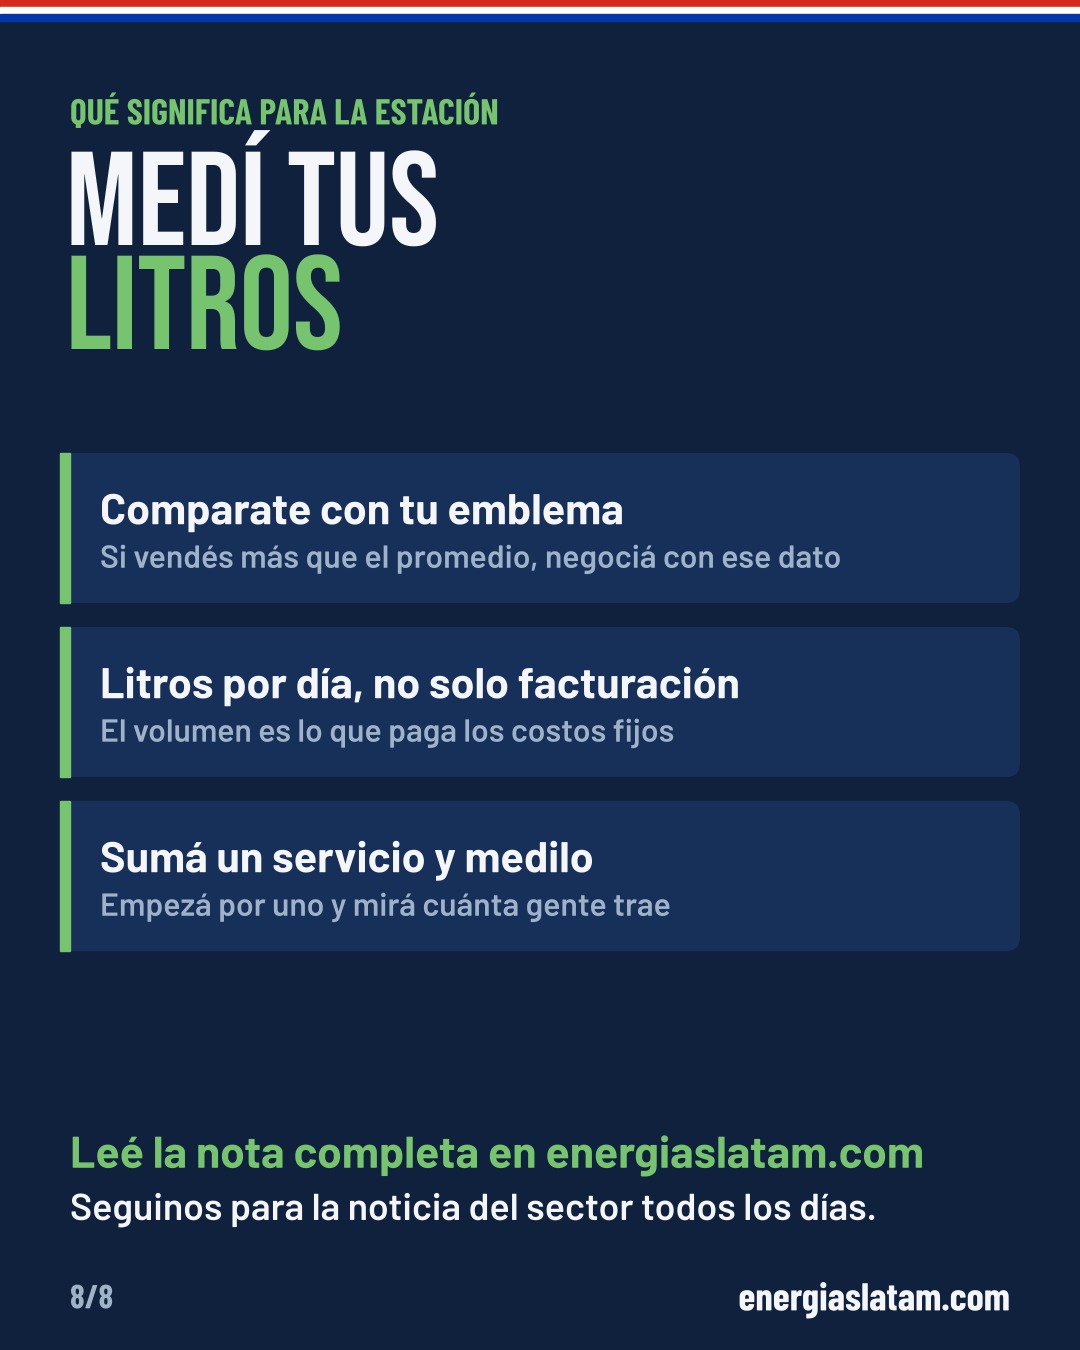 QUÉ SIGNIFICA PARA LA ESTACIÓN
MEDÍ TUS
LITROS
Comparate con tu emblema
Si vendés más que el promedio, negociá con ese dato
Litros por día, no solo facturación
El volumen es lo que paga los costos fijos
Sumá un servicio y medilo
Empezá por uno y mirá cuánta gente trae
Leé la nota completa en energiaslatam.com
Seguinos para la noticia del sector todos los días.
8/8
energiaslatam.com